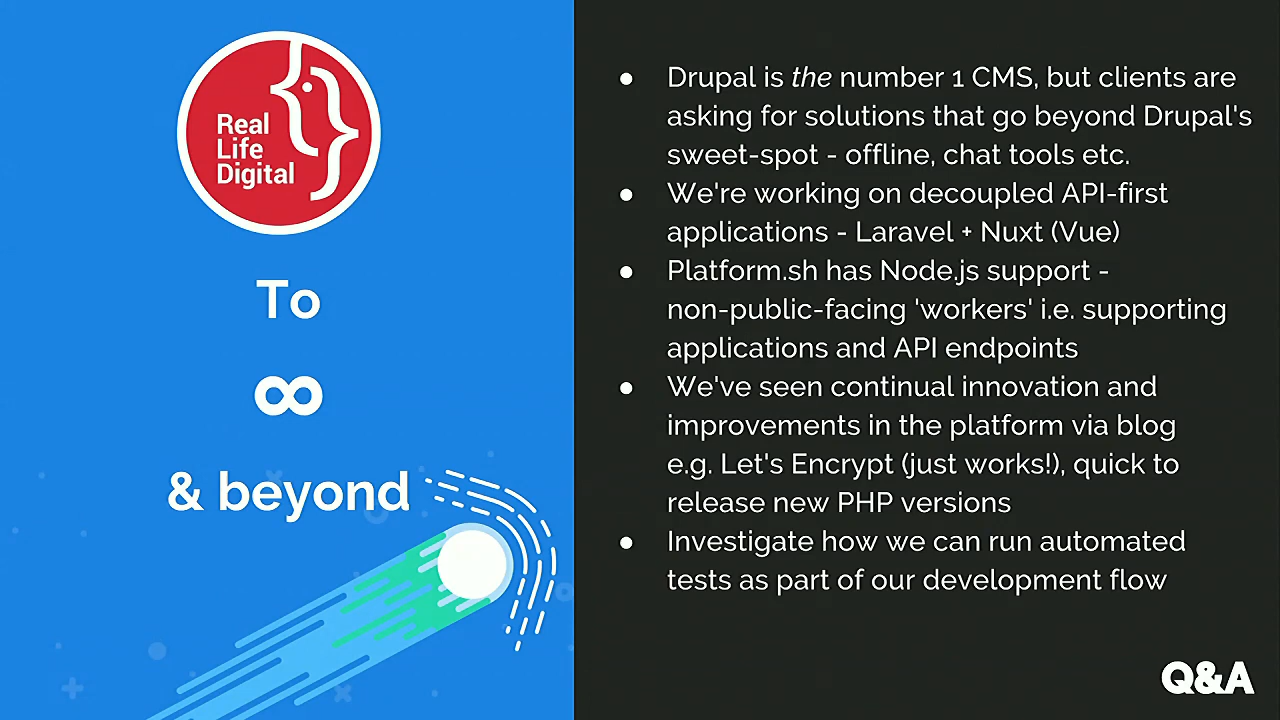 Real
Life
Digital
To
∞
& beyond
● Drupal is the number 1 CMS, but clients are
asking for solutions that go beyond Drupal's
sweet-spot - offline, chat tools etc.
● We're working on decoupled API-first
applications - Laravel + Nuxt (Vue)
● Platform.sh has Node.js support -
non-public-facing 'workers' i.e. supporting
applications and API endpoints
● We've seen continual innovation and
improvements in the platform via blog
e.g. Let's Encrypt (just works!), quick to
release new PHP versions
● Investigate how we can run automated
tests as part of our development flow
Q&A